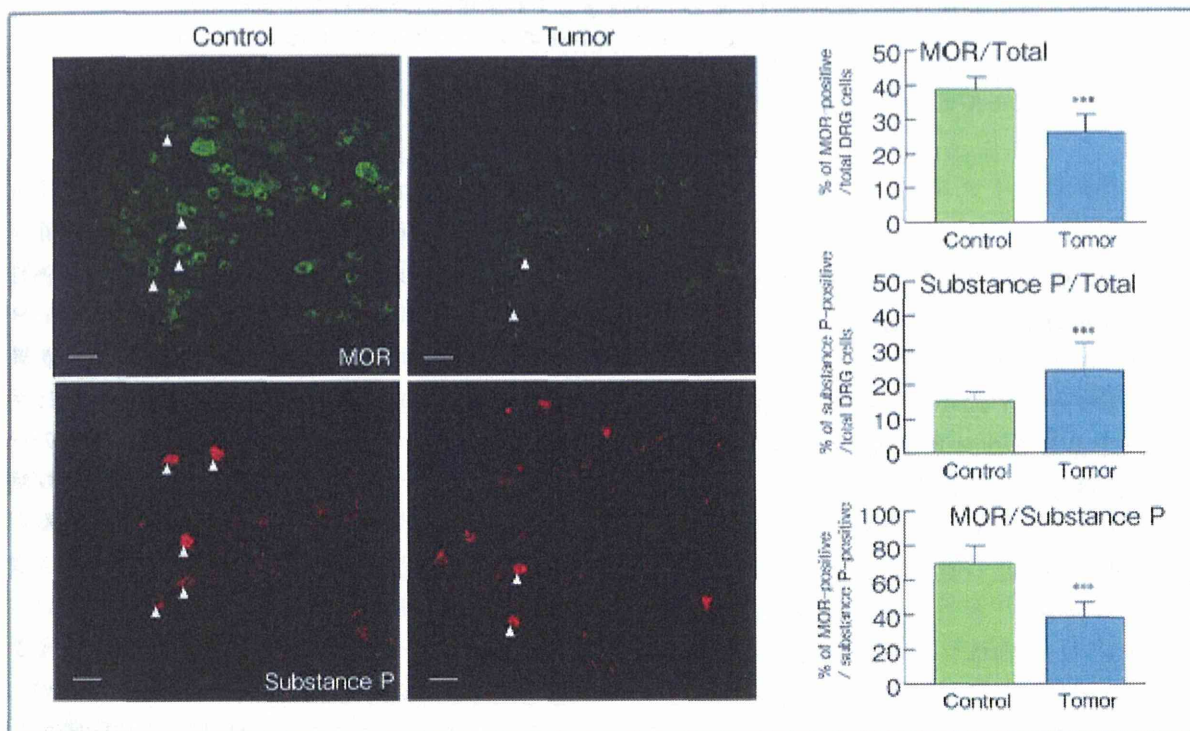 Control
Tumor
MOR
Substance P
MOR/Total
% of MOR-positive
/total DRG cells
50
40
30
20
10
0
***
Control
Tomor
Substance P/Total
% of substance P-positive
/total DRG cells
50
40
30
20
10
0
***
Control
Tomor
MOR/Substance P
% of MOR-positive
/ substance P-positive
100
80
60
40
20
0
***
Control
Tomor